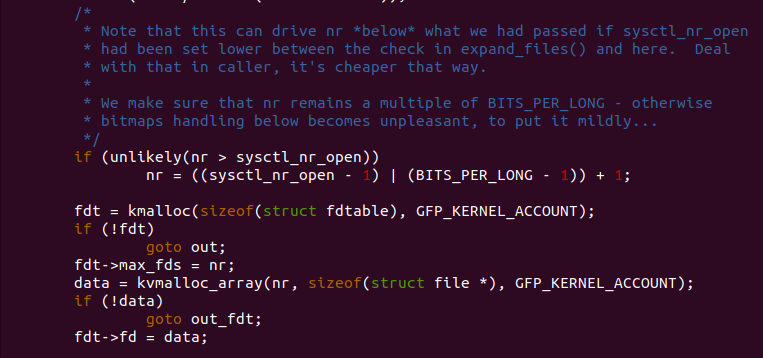 /*
 * Note that this can drive nr *below* what we had passed if sysctl_nr_open
 * had been set lower between the check in expand_files() and here.  Deal
 * with that in caller, it's cheaper that way.
 *
 * We make sure that nr remains a multiple of BITS_PER_LONG - otherwise
 * bitmaps handling below becomes unpleasant, to put it mildly...
 */
if (unlikely(nr > sysctl_nr_open))
        nr = ((sysctl_nr_open - 1) | (BITS_PER_LONG - 1)) + 1;

fdt = kmalloc(sizeof(struct fdtable), GFP_KERNEL_ACCOUNT);
if (!fdt)
        goto out;
fdt->max_fds = nr;
data = kvmalloc_array(nr, sizeof(struct file *), GFP_KERNEL_ACCOUNT);
if (!data)
        goto out_fdt;
fdt->fd = data;